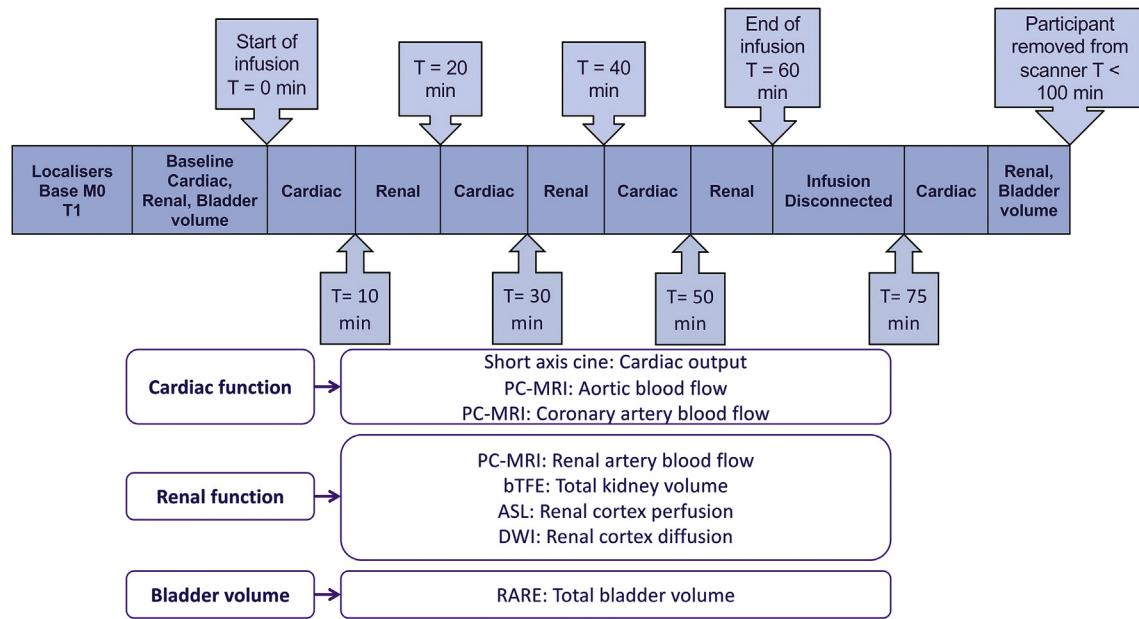 Start of
infusion
T = 0 min
T = 20
min
T = 40
min
End of
infusion
T = 60
min
Participant
removed from
scanner T <
100 min
Localisers
Base M0
T1
Baseline
Cardiac,
Renal, Bladder
volume
Cardiac
Renal
Cardiac
Renal
Cardiac
Renal
Infusion
Disconnected
Cardiac
Renal,
Bladder
volume
T= 10
min
T= 30
min
T= 50
min
T= 75
min
Cardiac function
Short axis cine: Cardiac output
PC-MRI: Aortic blood flow
PC-MRI: Coronary artery blood flow
Renal function
PC-MRI: Renal artery blood flow
bTFE: Total kidney volume
ASL: Renal cortex perfusion
DWI: Renal cortex diffusion
Bladder volume
RARE: Total bladder volume